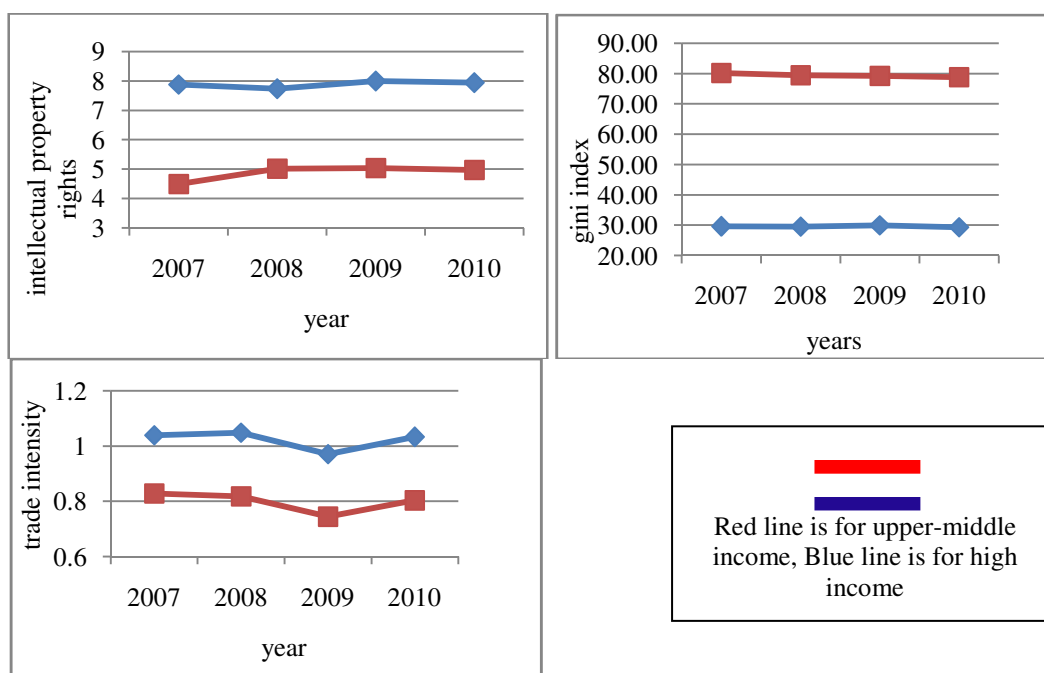 9
8
7
6
5
4
3
intellectual property
rights
2007 2008 2009 2010
year
90.00
80.00
70.00
60.00
50.00
40.00
30.00
20.00
gini index
2007 2008 2009 2010
years
1.2
1
0.8
0.6
trade intensity
2007 2008 2009 2010
year
Red line is for upper-middle
income, Blue line is for high
income